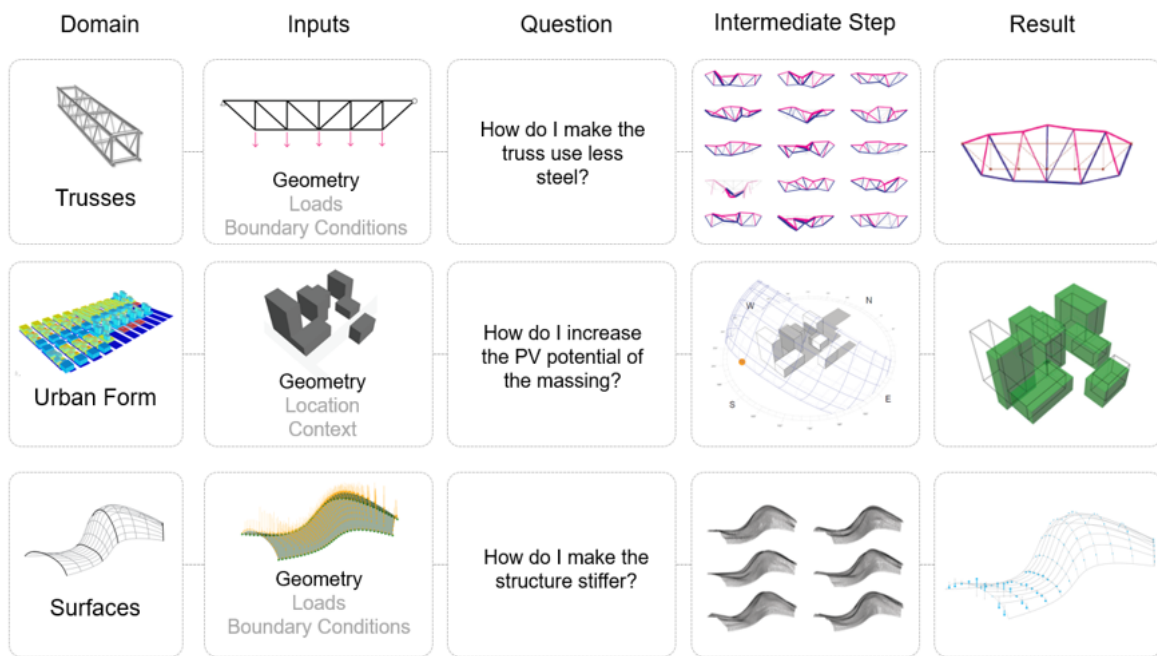 Domain
Inputs
Question
Intermediate Step
Result
Trusses
Geometry
Loads
Boundary Conditions
How do I make the
truss use less
steel?
Urban Form
Geometry
Location
Context
How do I increase
the PV potential of
the massing?
N
W
S
E
Surfaces
Geometry
Loads
Boundary Conditions
How do I make the
structure stiffer?